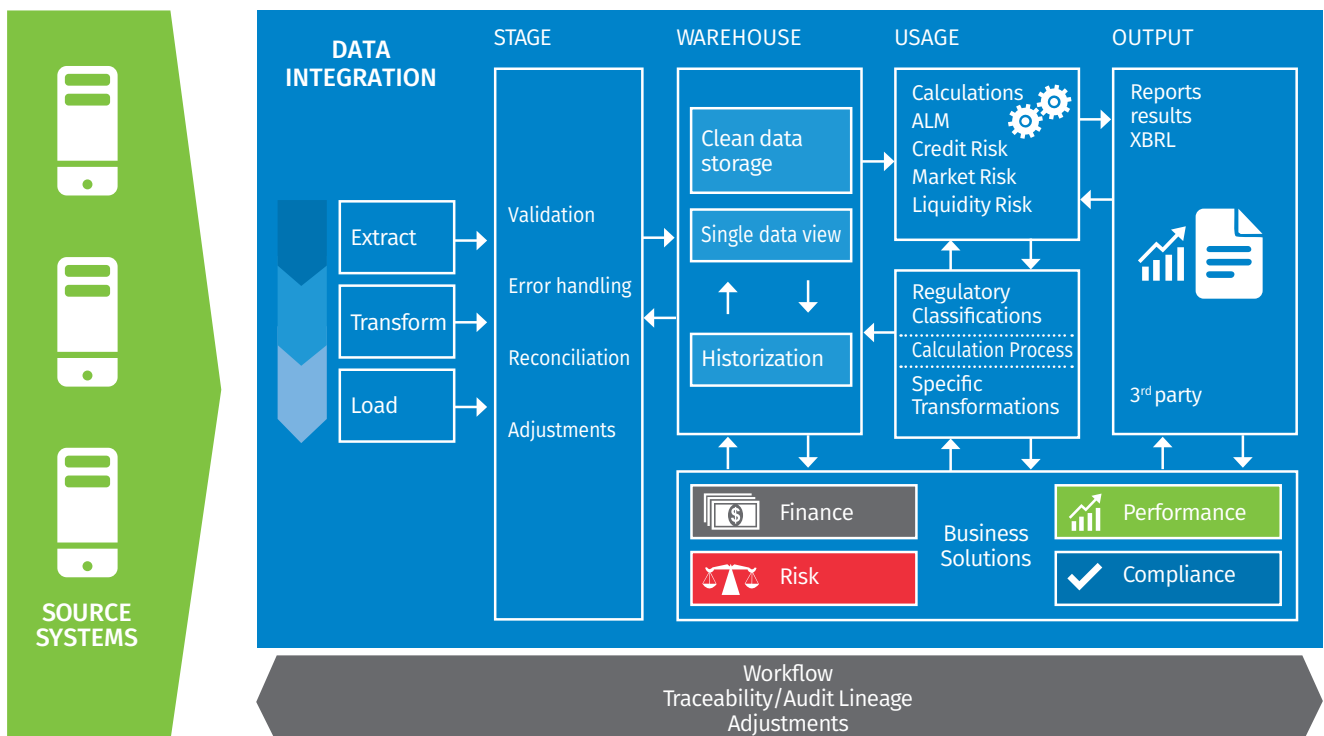 SOURCE
SYSTEMS
DATA
INTEGRATION
Extract
Transform
Load
STAGE
Validation
Error handling
Reconciliation
Adjustments
WAREHOUSE
Clean data
storage
Single data view
Historization
USAGE
Calculations
ALM
Credit Risk
Market Risk
Liquidity Risk
Regulatory
Classifications
Calculation Process
Specific
Transformations
OUTPUT
Reports
results
XBRL
3rd party
$ Finance
Risk
Business
Solutions
Performance
Compliance
Workflow
Traceability/Audit Lineage
Adjustments